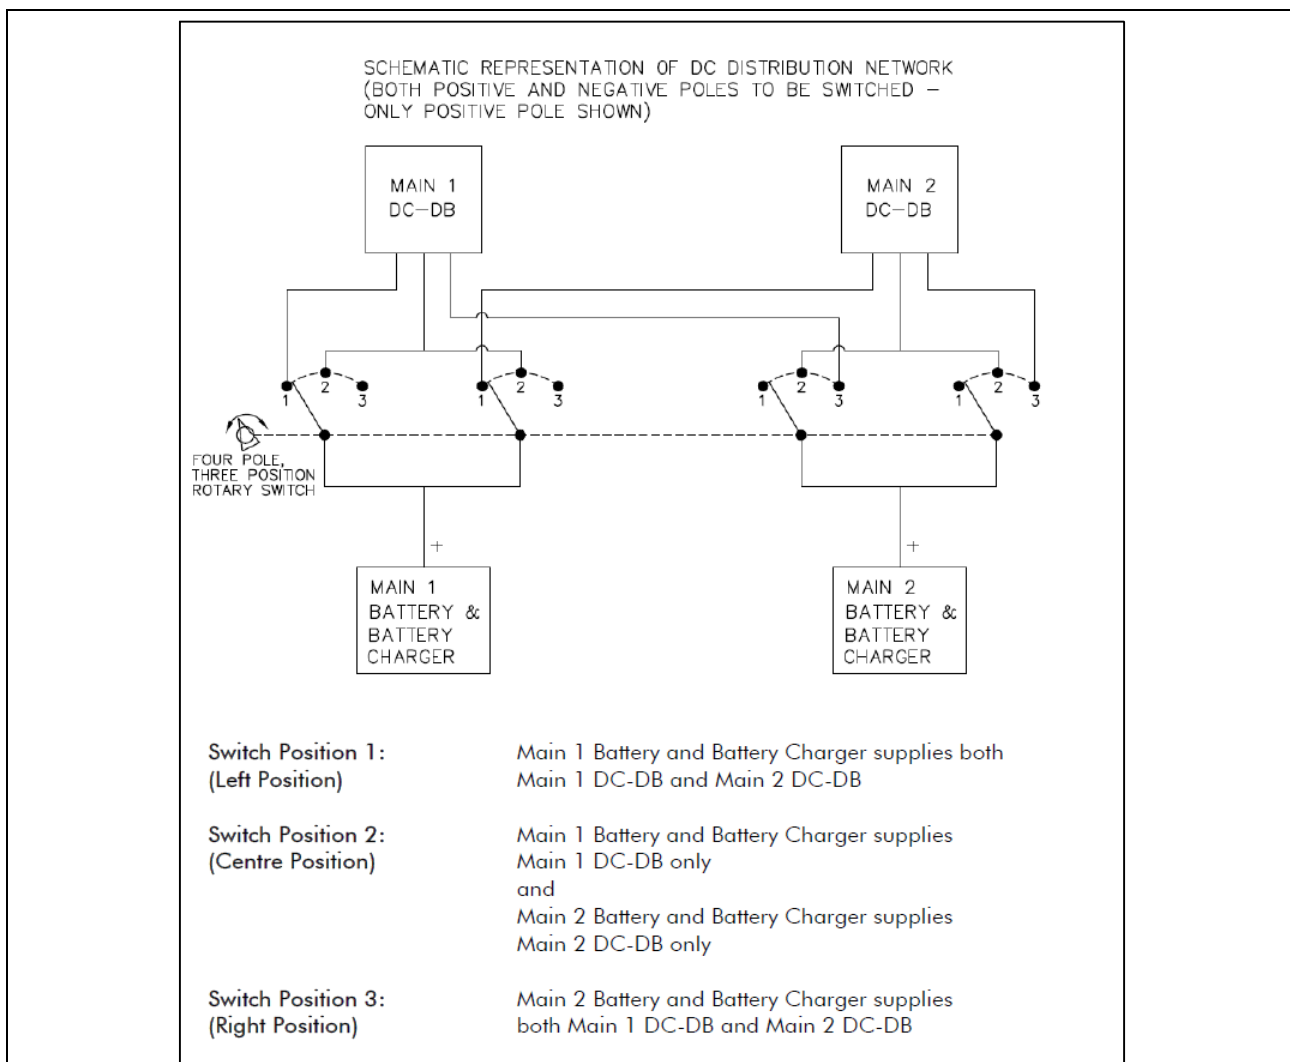 SCHEMATIC REPRESENTATION OF DC DISTRIBUTION NETWORK
(BOTH POSITIVE AND NEGATIVE POLES TO BE SWITCHED –
ONLY POSITIVE POLE SHOWN)
MAIN 1
DC–DB
MAIN 2
DC–DB
1 2 3
1 2 3
1 2 3
1 2 3
FOUR POLE,
THREE POSITION
ROTARY SWITCH
+
+
MAIN 1
BATTERY &
BATTERY
CHARGER
MAIN 2
BATTERY &
BATTERY
CHARGER
Switch Position 1: Main 1 Battery and Battery Charger supplies both
(Left Position) Main 1 DC-DB and Main 2 DC-DB
Switch Position 2: Main 1 Battery and Battery Charger supplies
(Centre Position) Main 1 DC-DB only
and
Main 2 Battery and Battery Charger supplies
Main 2 DC-DB only
Switch Position 3: Main 2 Battery and Battery Charger supplies
(Right Position) both Main 1 DC-DB and Main 2 DC-DB